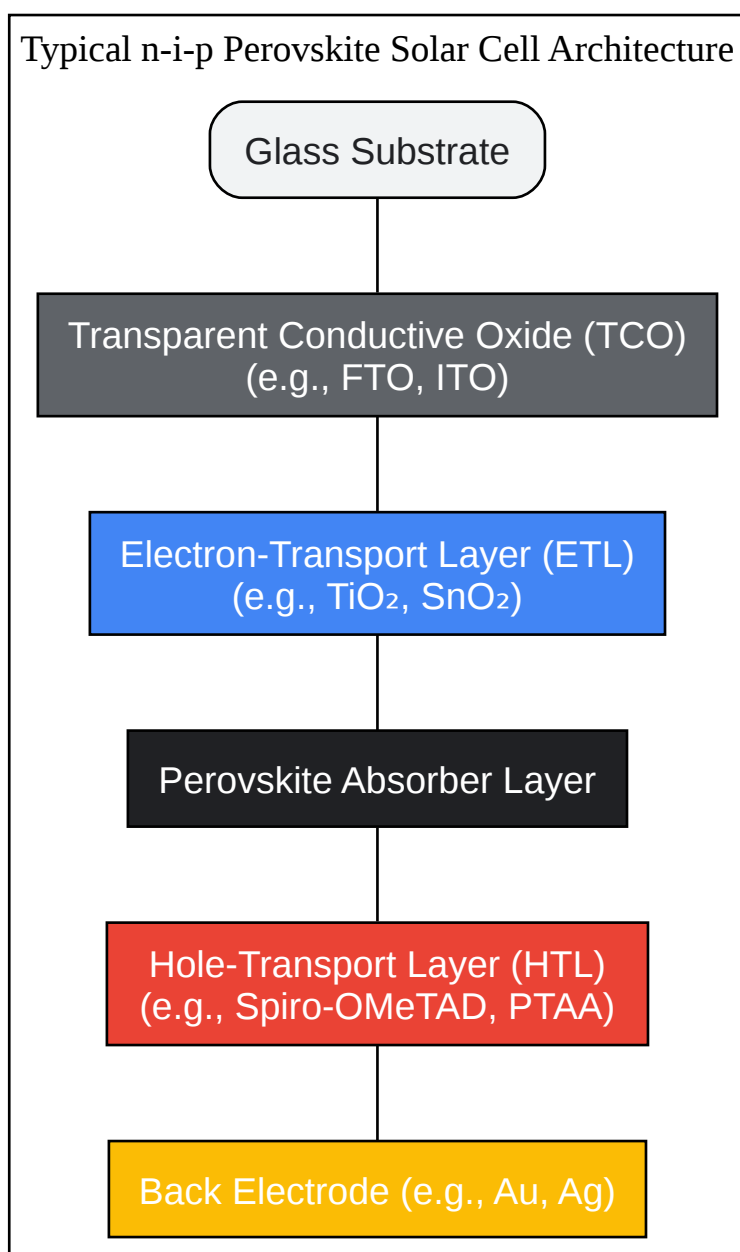 Typical n-i-p Perovskite Solar Cell Architecture
Glass Substrate
Transparent Conductive Oxide (TCO)
(e.g., FTO, ITO)
Electron-Transport Layer (ETL)
(e.g., TiO₂, SnO₂)
Perovskite Absorber Layer
Hole-Transport Layer (HTL)
(e.g., Spiro-OMeTAD, PTAA)
Back Electrode (e.g., Au, Ag)